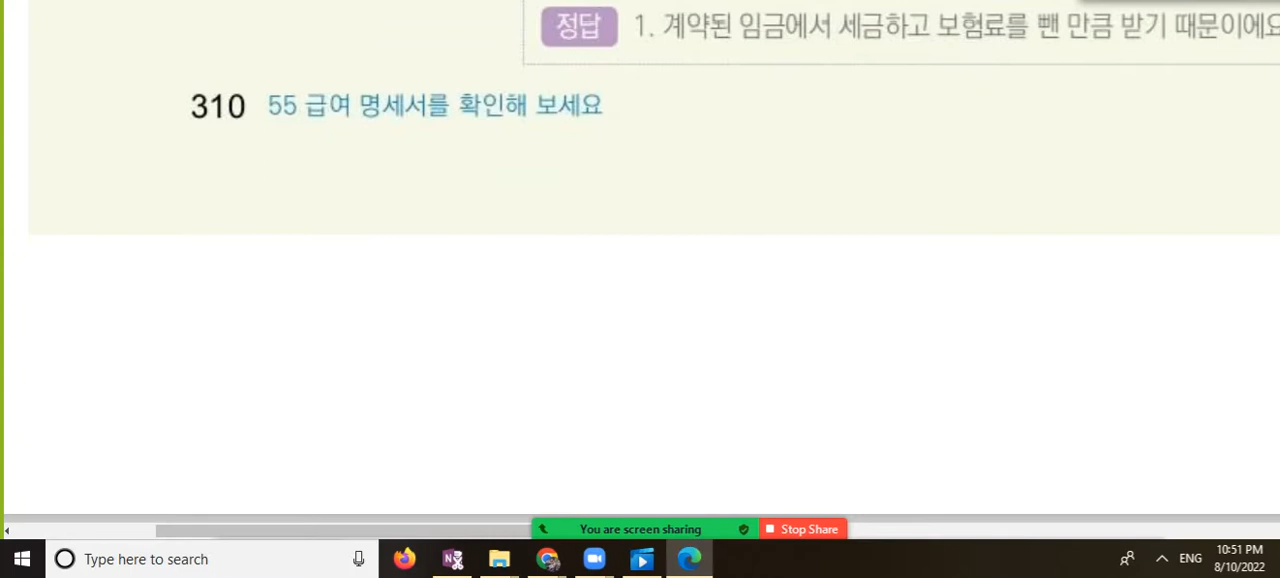 정답 1. 계약된 임금에서 세금하고 보험료를 뺀 만큼 받기 때문이에요
310 55 급여 명세서를 확인해 보세요
You are screen sharing Stop Share
Type here to search
ENG
10:51 PM
8/10/2022